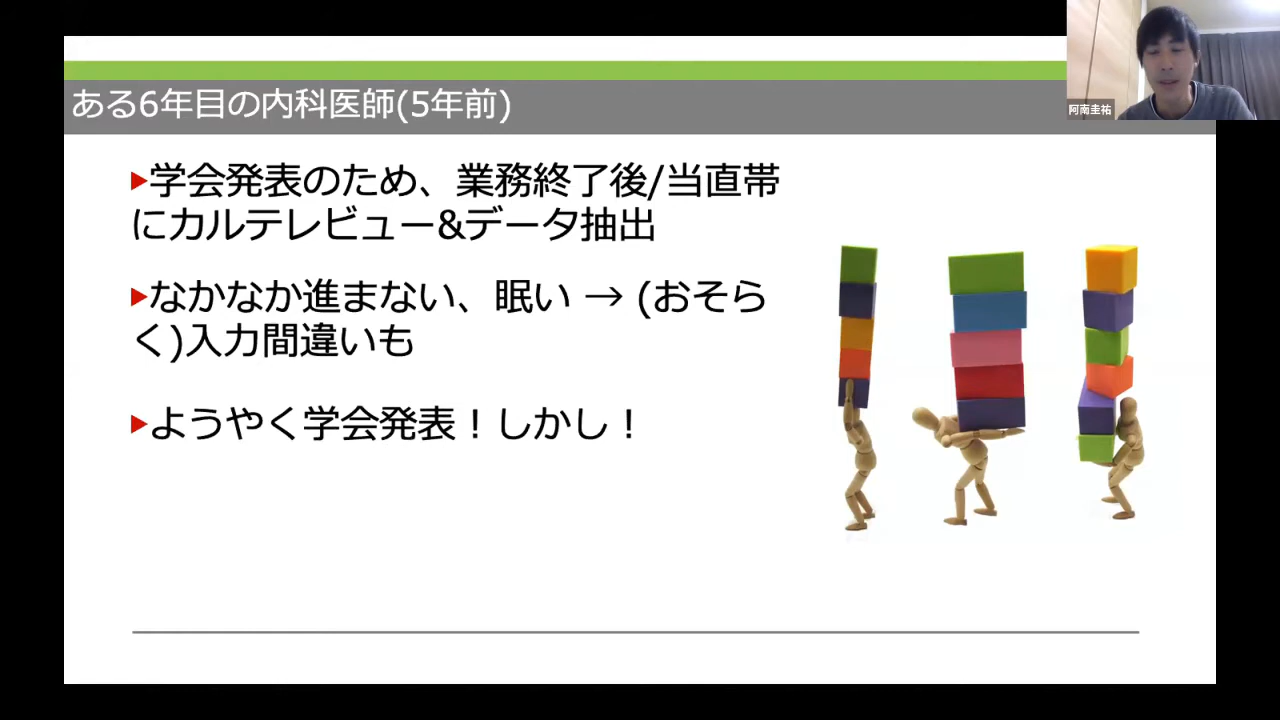 ある6年目の内科医師(5年前)
阿南圭祐
▶学会発表のため、業務終了後/当直帯
にカルテレビュー&データ抽出
▶なかなか進まない、眠い → (おそら
く)入力間違いも
▶ようやく学会発表！しかし！